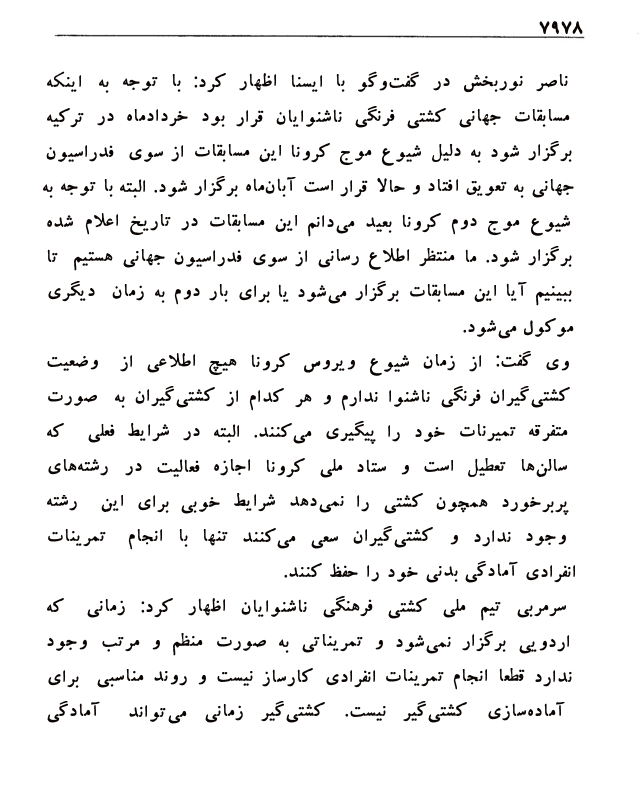 ۷۹۷۸
ناصر نوربخش در گفت‌وگو با ایسنا اظهار کرد: با توجه به اینکه
مسابقات جهانی کشتی فرنگی ناشنوایان قرار بود خردادماه در ترکیه
برگزار شود به دلیل شیوع موج کرونا این مسابقات از سوی فدراسیون
جهانی به تعویق افتاد و حالا قرار است آبان‌ماه برگزار شود. البته با توجه به
شیوع موج دوم کرونا بعید می‌دانم این مسابقات در تاریخ اعلام شده
برگزار شود. ما منتظر اطلاع رسانی از سوی فدراسیون جهانی هستیم تا
ببینیم آیا این مسابقات برگزار می‌شود یا برای بار دوم به زمان دیگری
موکول می‌شود.
وی گفت: از زمان شیوع ویروس کرونا هیچ اطلاعی از وضعیت
کشتی‌گیران فرنگی ناشنوا ندارم و هر کدام از کشتی‌گیران به صورت
متفرقه تمیرنات خود را پیگیری می‌کنند. البته در شرایط فعلی که
سالن‌ها تعطیل است و ستاد ملی کرونا اجازه فعالیت در رشته‌های
پربرخورد همچون کشتی را نمی‌دهد شرایط خوبی برای این رشته
وجود ندارد و کشتی‌گیران سعی می‌کنند تنها با انجام تمرینات
انفرادی آمادگی بدنی خود را حفظ کنند.
سرمربی تیم ملی کشتی فرهنگی ناشنوایان اظهار کرد: زمانی که
اردویی برگزار نمی‌شود و تمریناتی به صورت منظم و مرتب وجود
ندارد قطعا انجام تمرینات انفرادی کارساز نیست و روند مناسبی برای
آماده‌سازی کشتی‌گیر نیست. کشتی‌گیر زمانی می‌تواند آمادگی